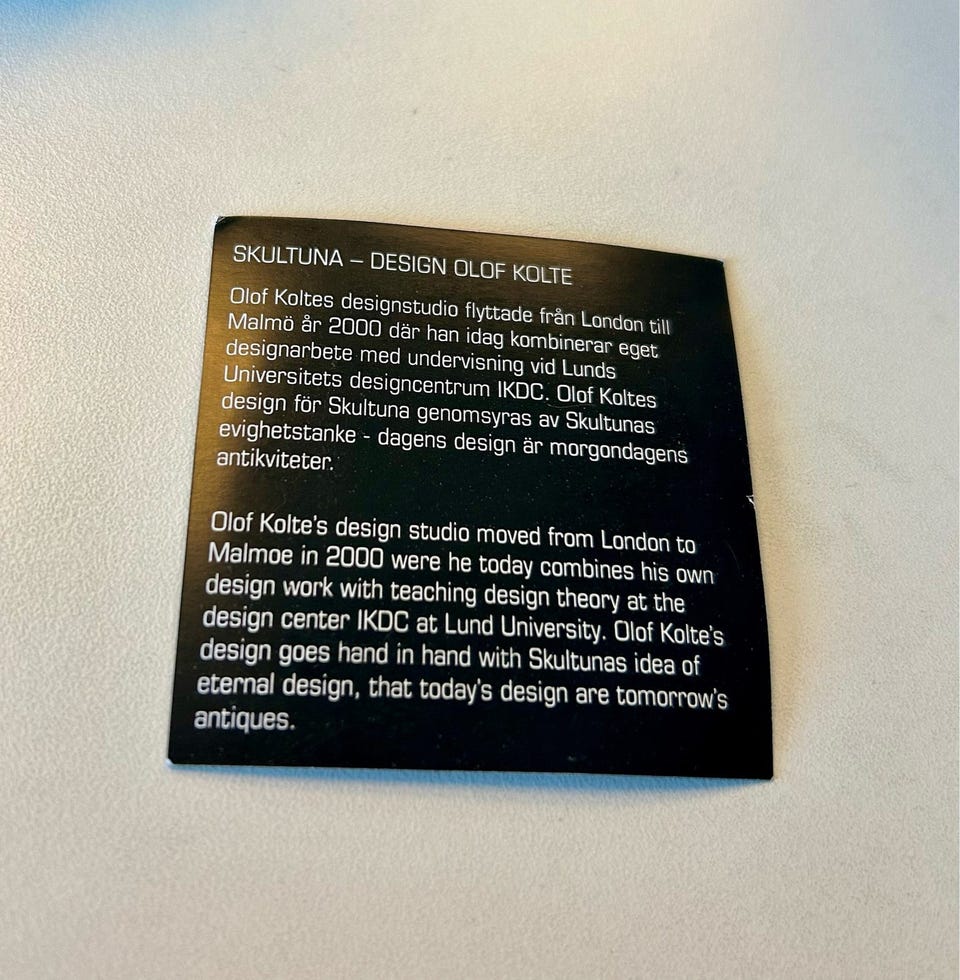 SKULTUNA – DESIGN OLOF KOLTE
Olof Koltes designstudio flyttade från London till
Malmö år 2000 där han idag kombinerar eget
designarbete med undervisning vid Lunds
Universitets designcentrum IKDC. Olof Koltes
design för Skultuna genomsyras av Skultunas
evighetstanke - dagens design är morgondagens
antikviteter.
Olof Kolte's design studio moved from London to
Malmoe in 2000 were he today combines his own
design work with teaching design theory at the
design center IKDC at Lund University. Olof Kolte's
design goes hand in hand with Skultunas idea of
eternal design, that today's design are tomorrow's
antiques.